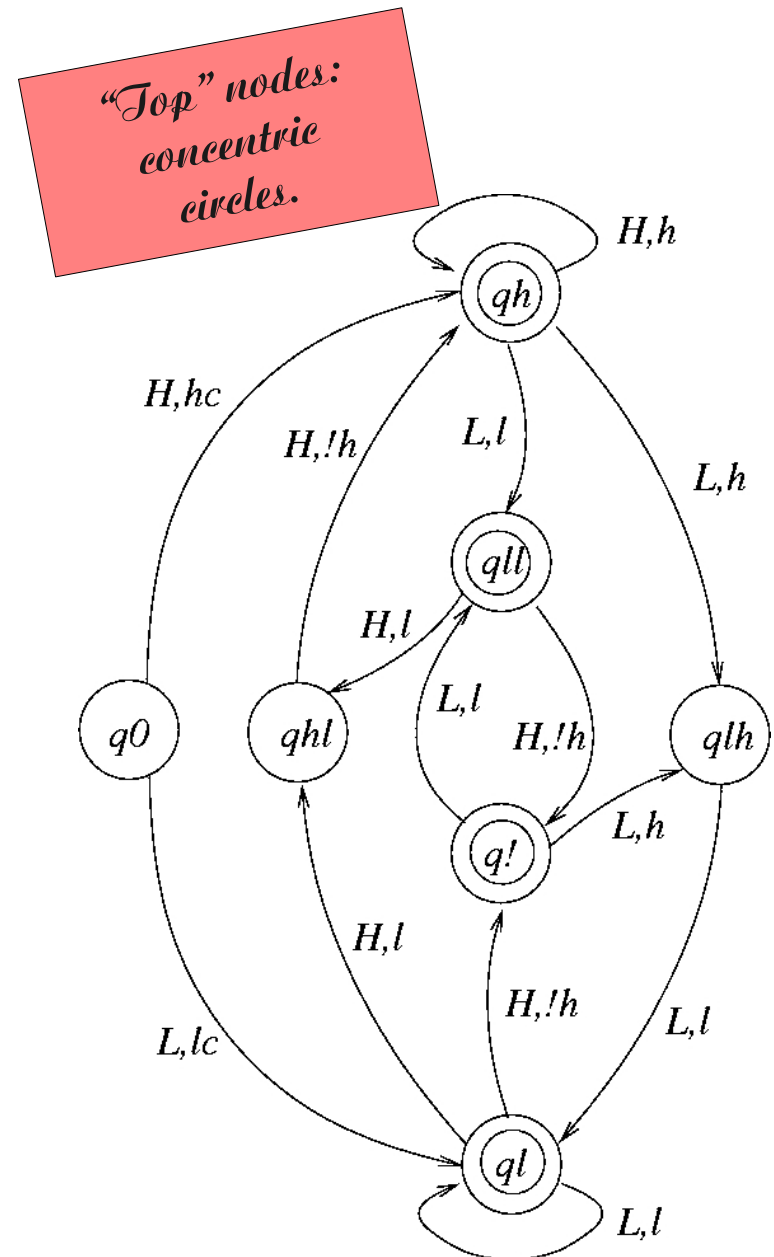 “Top” nodes:
concentric
circles.
H,h
qh
H,hc
H,!h
L,l
L,h
qll
H,l
L,l
H,!h
q0
qhl
qlh
L,h
q!
H,l
H,!h
L,lc
L,l
ql
L,l